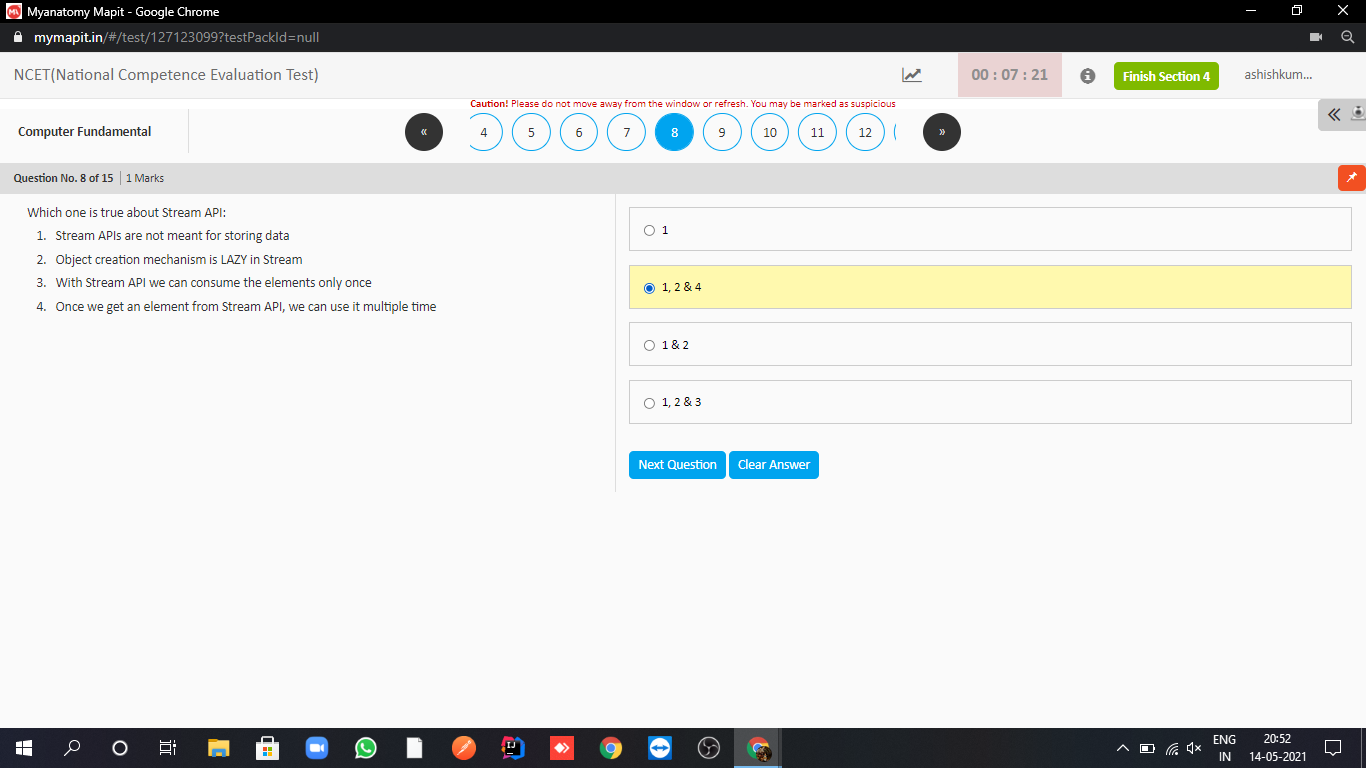 Myanatomy Mapit - Google Chrome
mymapit.in/#/test/127123099?testPackId=null
NCET(National Competence Evaluation Test)
00 : 07 : 21
Finish Section 4
ashishkum...
Caution! Please do not move away from the window or refresh. You may be marked as suspicious
Computer Fundamental
« 4 5 6 7 8 9 10 11 12 »
Question No. 8 of 15 | 1 Marks
Which one is true about Stream API:
1. Stream APIs are not meant for storing data
2. Object creation mechanism is LAZY in Stream
3. With Stream API we can consume the elements only once
4. Once we get an element from Stream API, we can use it multiple time
1
1, 2 & 4
1 & 2
1, 2 & 3
Next Question
Clear Answer
ENG
IN
20:52
14-05-2021